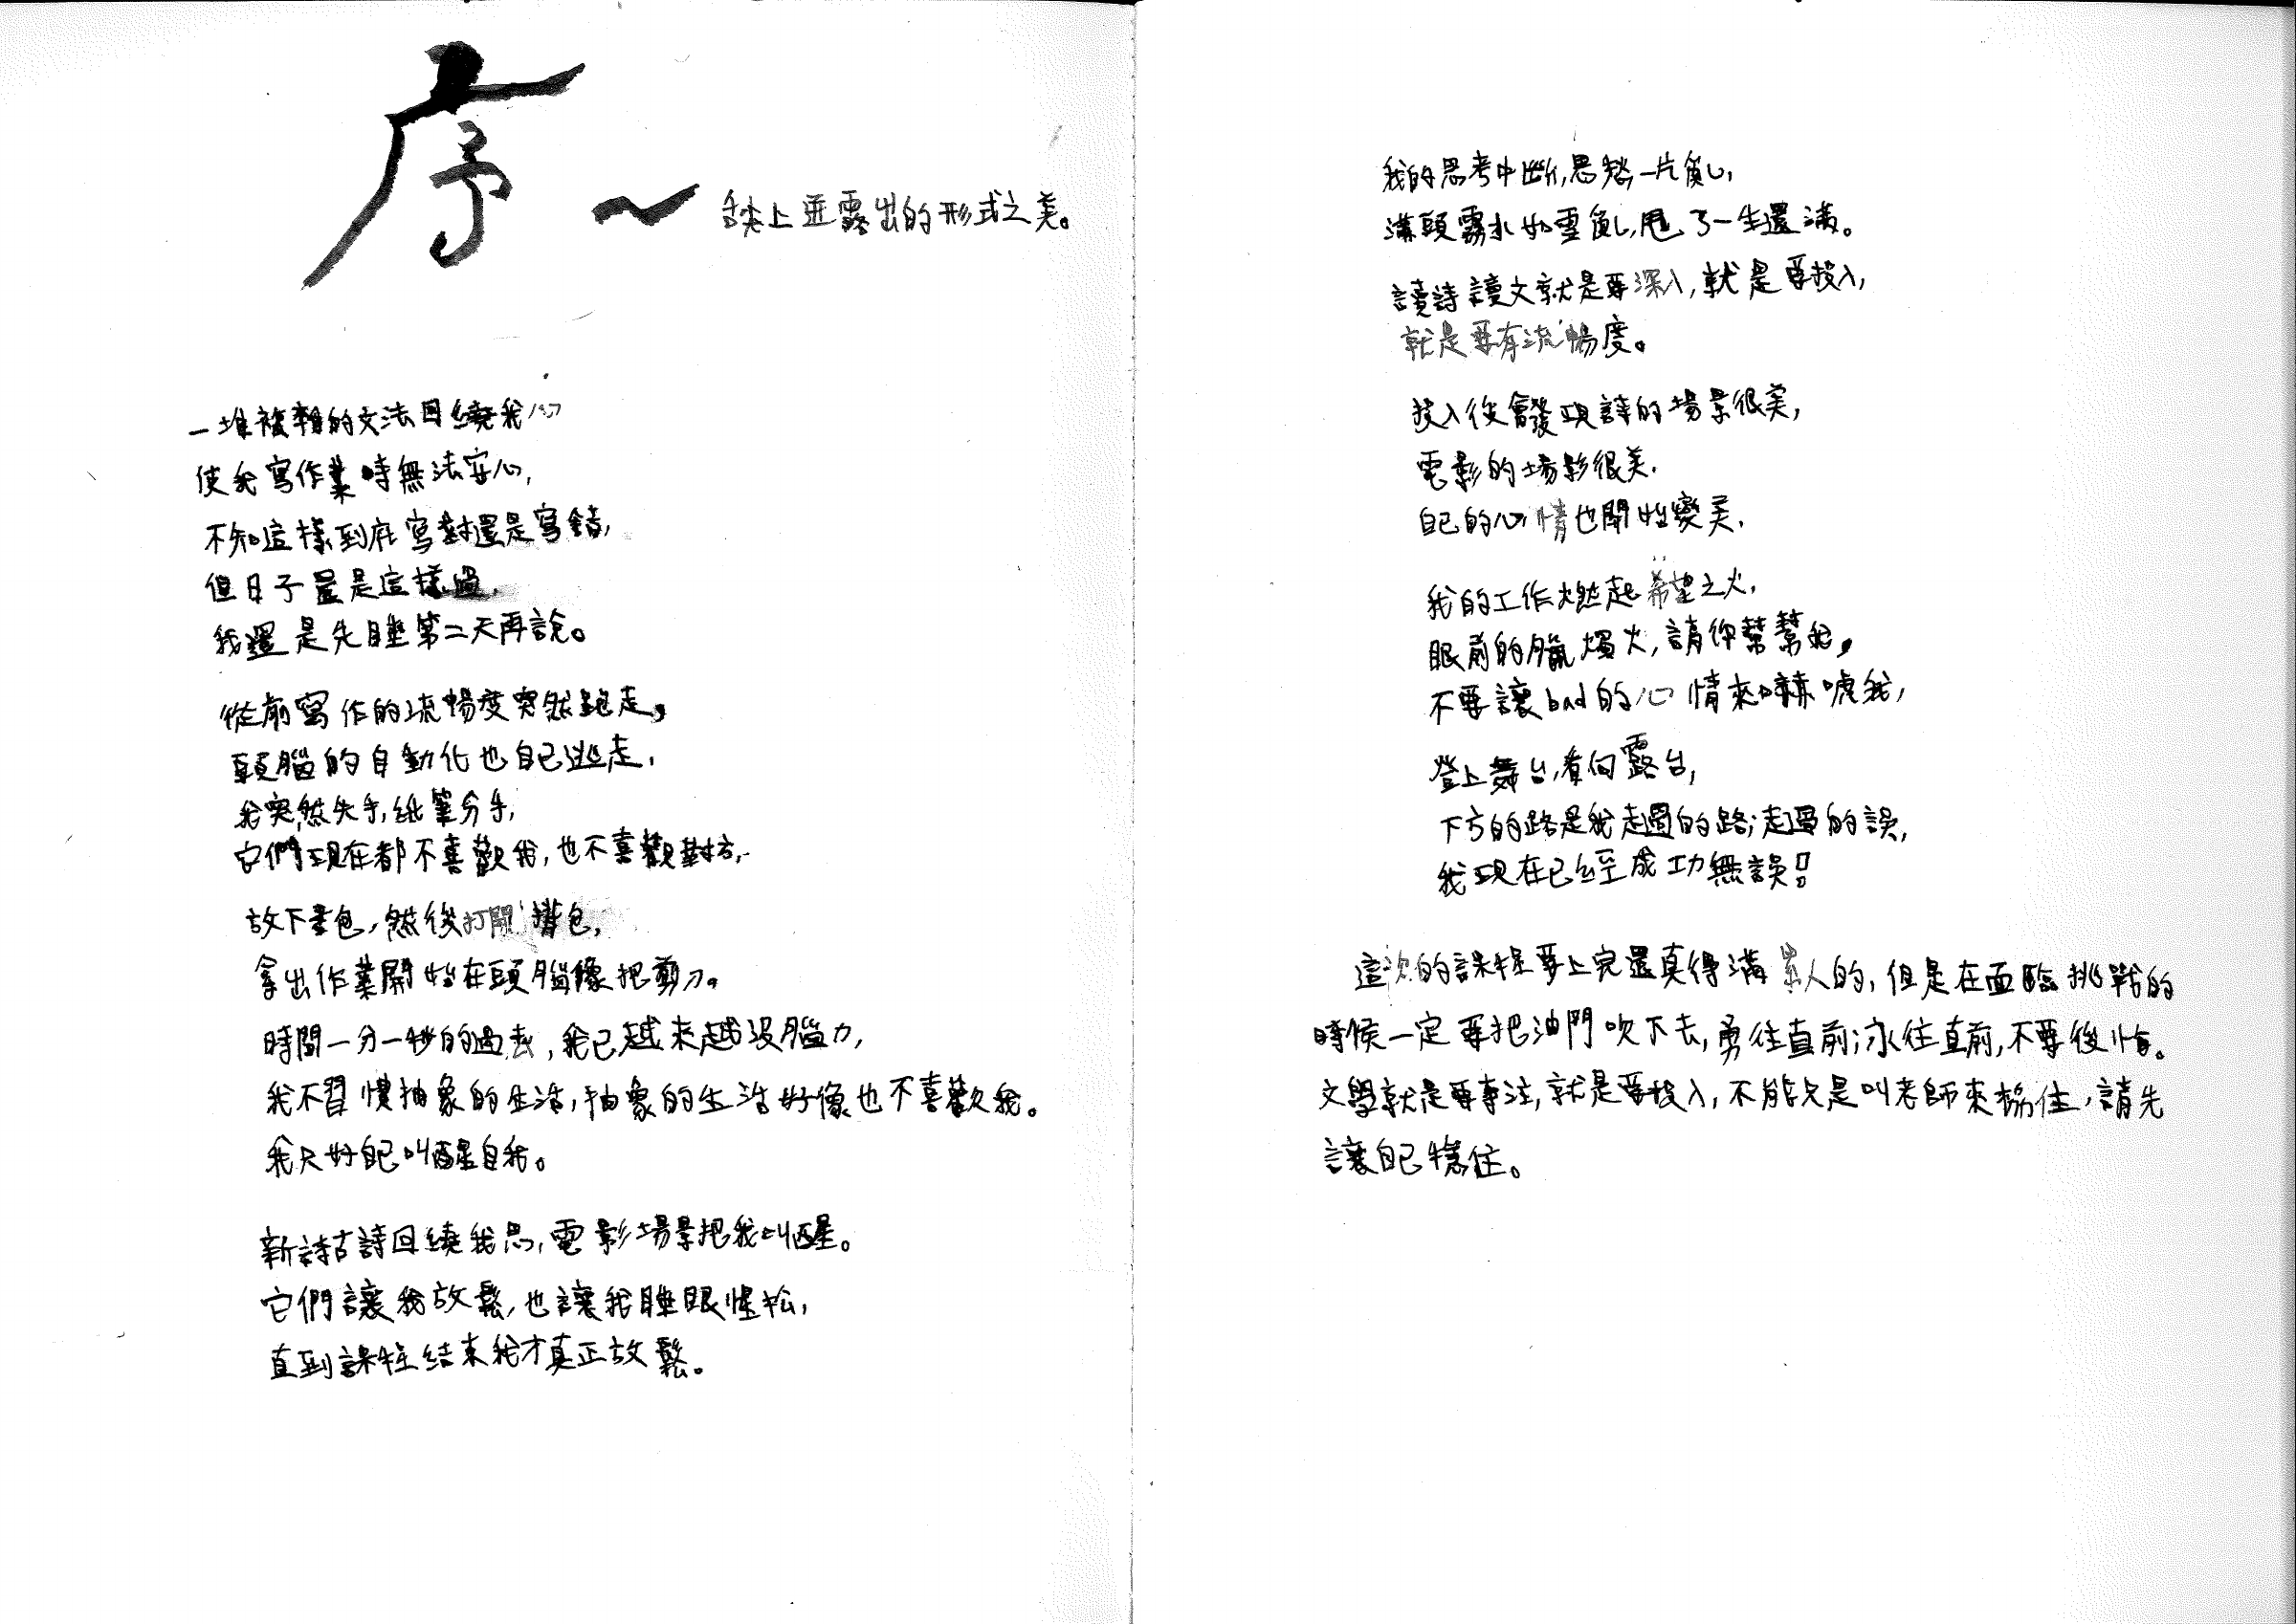 序～舌尖上並露出的形式之美。
一堆複雜的文法回繞我心
使我寫作業時無法安心,
不知這樣到底寫對還是寫錯,
但日子還是這樣過,
我還是先睡第二天再說。
從前寫作的流暢度突然跑走,
頭腦的自動化也自己逃走,
我突然失手,紙筆分手,
它們現在都不喜歡我,也不喜歡對方,
放下書包,然後打開背包,
拿出作業開始在頭腦像把剪刀。
時間一分一秒的過去,我已越來越沒腦力,
我不習慣抽象的生活,抽象的生活好像也不喜歡我。
我只好自己叫醒自我。
新詩古詩回繞我思,電影場景把我叫醒。
它們讓我放鬆,也讓我睡眼惺忪,
直到課程結束我才真正放鬆。
我的思考中斷,思愁一片亂,
滿頭霧水如雪亂,甩了一生還滿。
讀詩讀文就是要深入,就是要投入,
就是要有流暢度。
投入後會發現詩的場景很美,
電影的場影很美,
自己的心情也開始變美,
我的工作燃起希望之火,
眼前的臘燭火,請你幫幫我,
不要讓bad的心情來嚇唬我,
登上舞台,看向露台,
下方的路是我走過的路;走過的誤,
我現在已經成功無誤!
這次的課程要上完還真得滿累人的,但是在面臨挑戰的
時候一定要把油門吹下去,勇往直前;永往直前,不要後悔。
文學就是要專注,就是要投入,不能只是叫老師來搞住,請先
讓自己穩住。